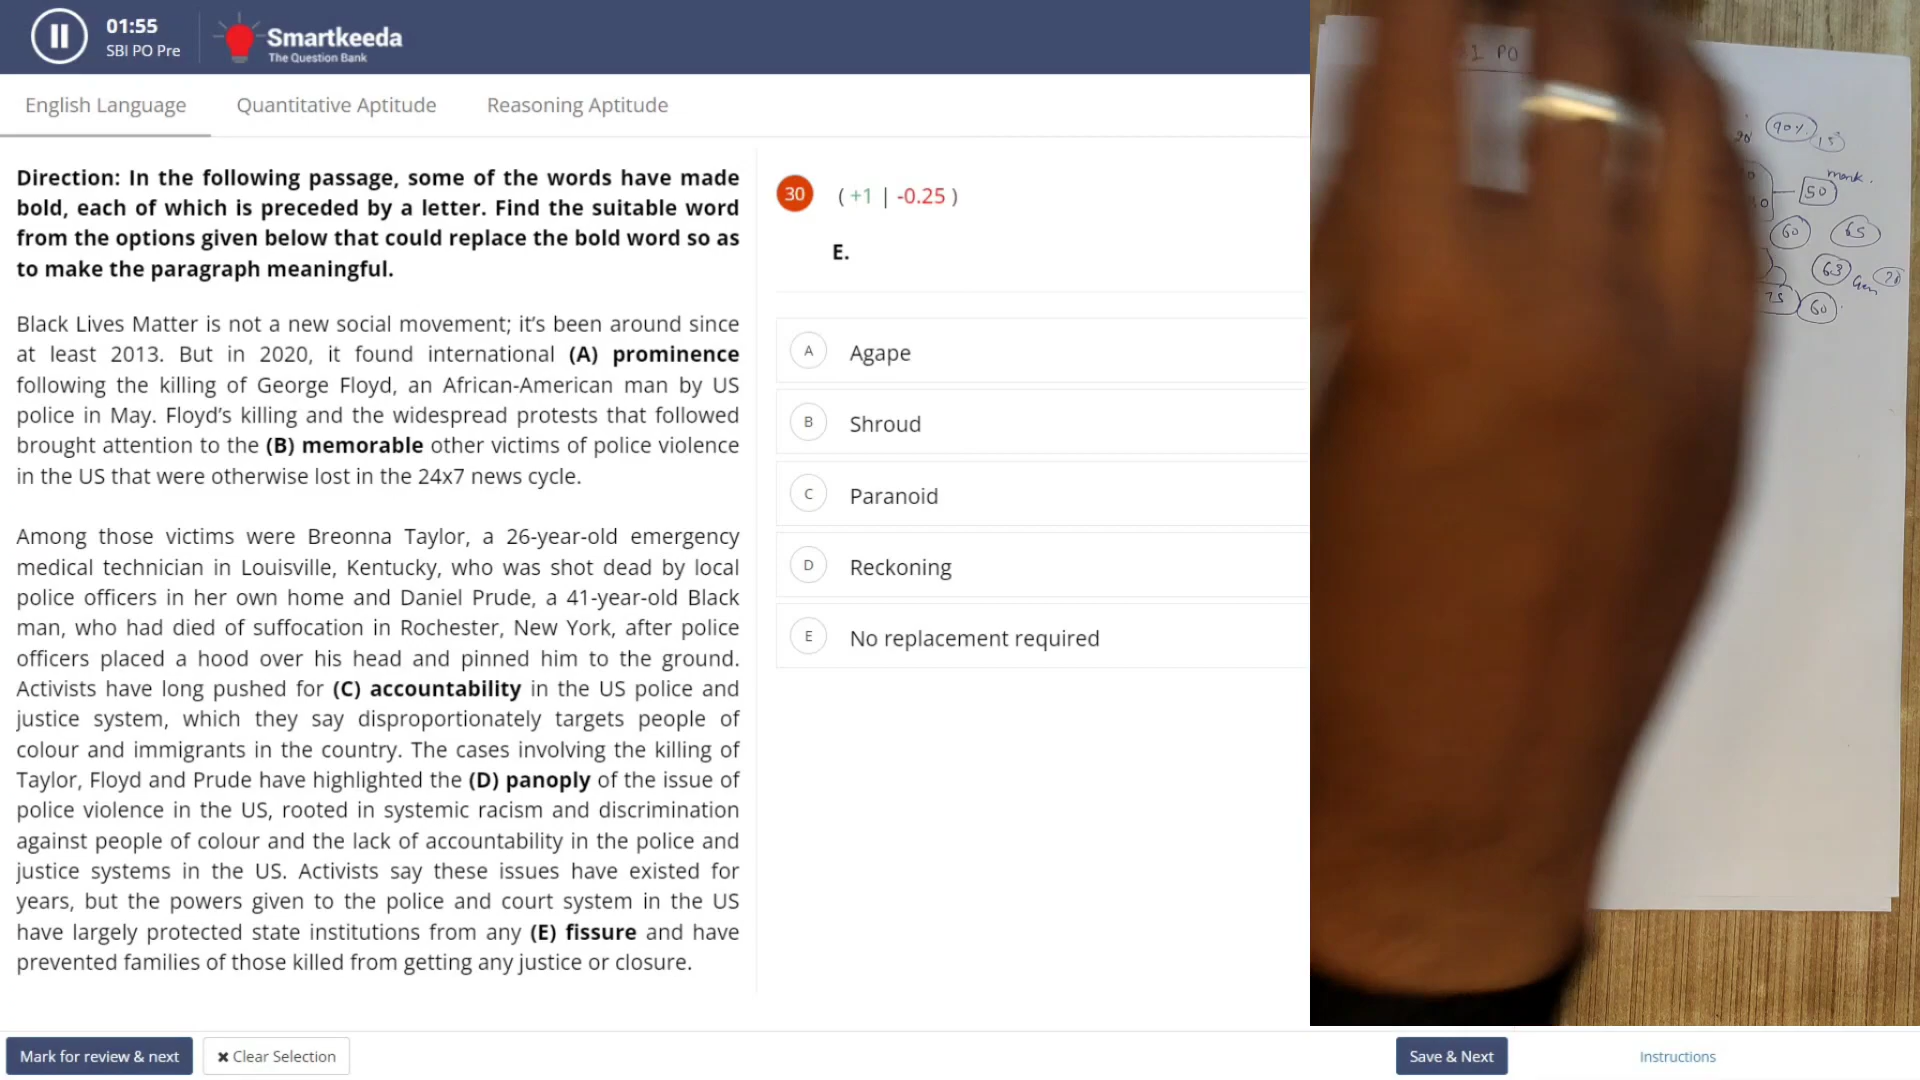 01:55
SBI PO Pre
Smartkeeda
The Question Bank
English Language
Quantitative Aptitude
Reasoning Aptitude
Direction: In the following passage, some of the words have made
bold, each of which is preceded by a letter. Find the suitable word
from the options given below that could replace the bold word so as
to make the paragraph meaningful.
Black Lives Matter is not a new social movement; it’s been around since
at least 2013. But in 2020, it found international (A) prominence
following the killing of George Floyd, an African-American man by US
police in May. Floyd’s killing and the widespread protests that followed
brought attention to the (B) memorable other victims of police violence
in the US that were otherwise lost in the 24x7 news cycle.
Among those victims were Breonna Taylor, a 26-year-old emergency
medical technician in Louisville, Kentucky, who was shot dead by local
police officers in her own home and Daniel Prude, a 41-year-old Black
man, who had died of suffocation in Rochester, New York, after police
officers placed a hood over his head and pinned him to the ground.
Activists have long pushed for (C) accountability in the US police and
justice system, which they say disproportionately targets people of
colour and immigrants in the country. The cases involving the killing of
Taylor, Floyd and Prude have highlighted the (D) panoply of the issue of
police violence in the US, rooted in systemic racism and discrimination
against people of colour and the lack of accountability in the police and
justice systems in the US. Activists say these issues have existed for
years, but the powers given to the police and court system in the US
have largely protected state institutions from any (E) fissure and have
prevented families of those killed from getting any justice or closure.
30 ( +1 | -0.25 )
E.
A Agape
B Shroud
C Paranoid
D Reckoning
E No replacement required
Mark for review & next
✖ Clear Selection
Save & Next
Instructions
PO
90%
50
60 65
63
75 60